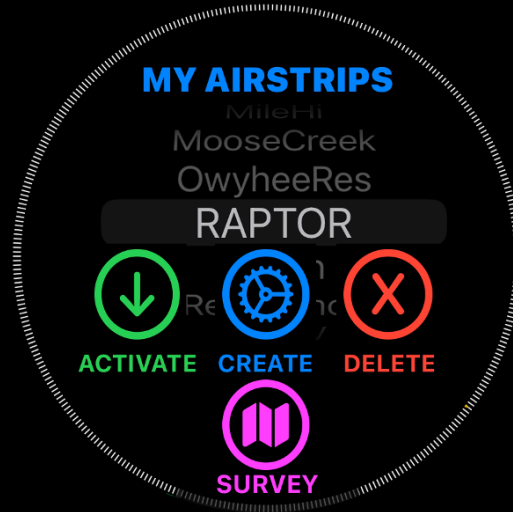 MY AIRSTRIPS
MileHi
MooseCreek
OwyheeRes
RAPTOR
ACTIVATE CREATE DELETE
SURVEY